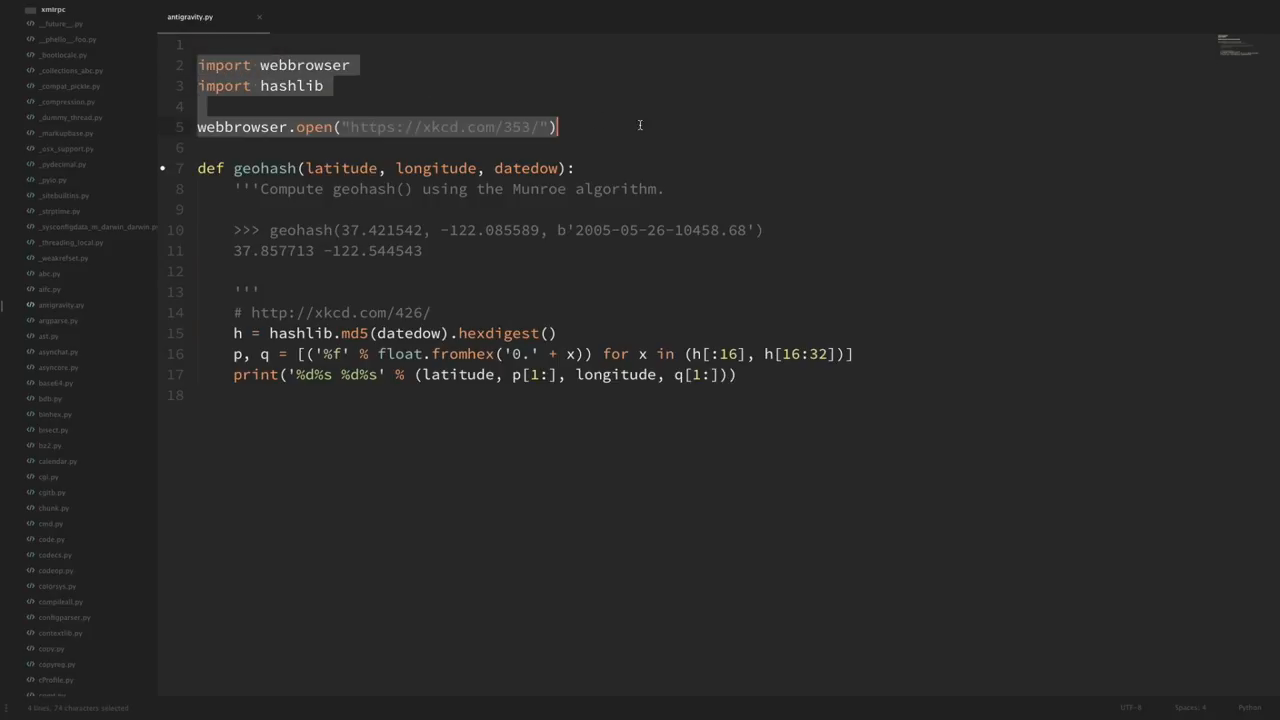 xmlrpc
__future__.py
__phello__.foo.py
_bootlocale.py
_collections_abc.py
_compat_pickle.py
_compression.py
_dummy_thread.py
_markupbase.py
_osx_support.py
_pydecimal.py
_pyio.py
_sitebuiltins.py
_strptime.py
_sysconfigdata_m_darwin_darwin.py
_threading_local.py
_weakrefset.py
abc.py
aifc.py
antigravity.py
argparse.py
ast.py
asynchat.py
asyncore.py
base64.py
bdb.py
binhex.py
bisect.py
bz2.py
calendar.py
cgi.py
cgitb.py
chunk.py
cmd.py
code.py
codecs.py
codeop.py
colorsys.py
compileall.py
configparser.py
contextlib.py
copy.py
copyreg.py
cProfile.py
antigravity.py ×
1
2 import webbrowser
3 import hashlib
4
5 webbrowser.open("https://xkcd.com/353/")
6
7 def geohash(latitude, longitude, datedow):
8 '''Compute geohash() using the Munroe algorithm.
9
10 >>> geohash(37.421542, -122.085589, b'2005-05-26-10458.68')
11 37.857713 -122.544543
12
13 '''
14 # http://xkcd.com/426/
15 h = hashlib.md5(datedow).hexdigest()
16 p, q = [('%f' % float.fromhex('0.' + x)) for x in (h[:16], h[16:32])]
17 print('%d%s %d%s' % (latitude, p[1:], longitude, q[1:]))
18
4 lines, 74 characters selected
UTF-8 Spaces: 4 Python